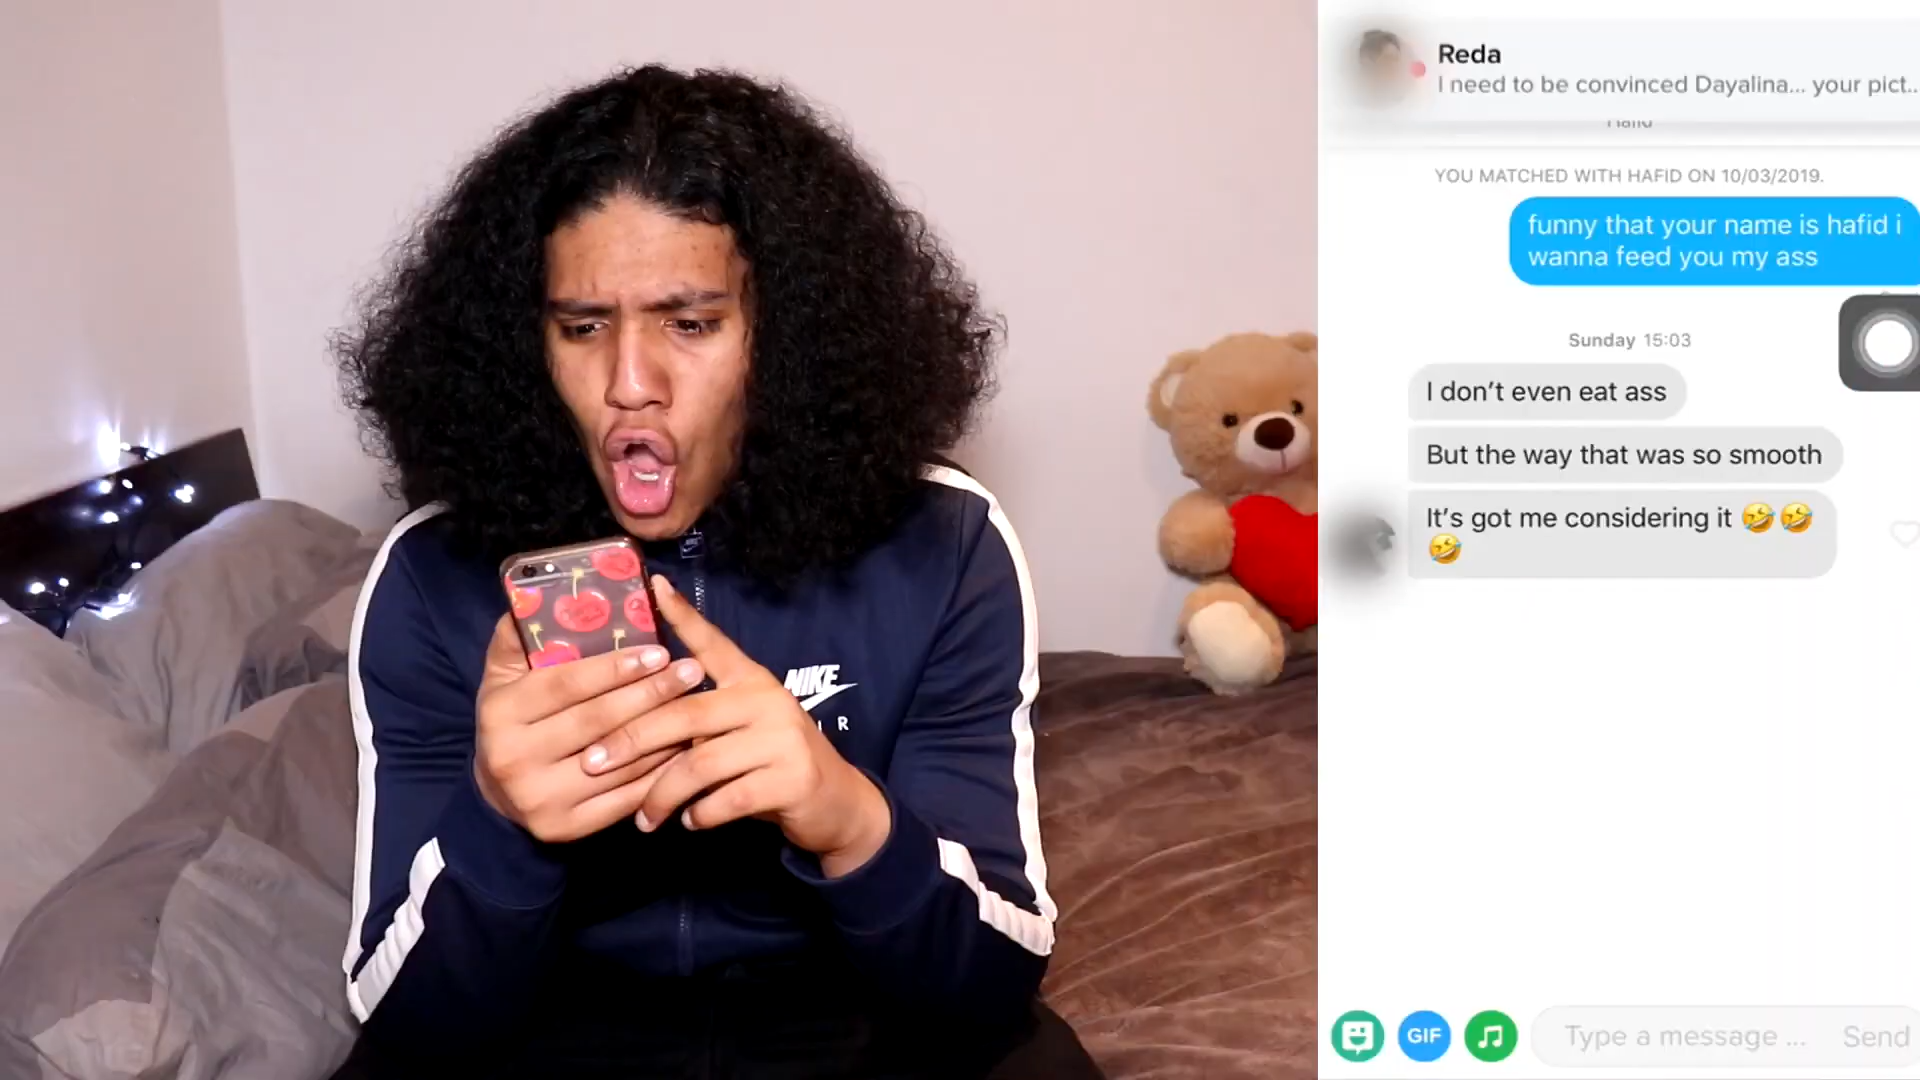 Reda
I need to be convinced Dayalina... your pict..
Hafid
YOU MATCHED WITH HAFID ON 10/03/2019.
funny that your name is hafid i
wanna feed you my ass
Sunday 15:03
I don't even eat ass
But the way that was so smooth
It's got me considering it 🤣🤣
🤣
GIF
Type a message ...
Send
NIKE
IR